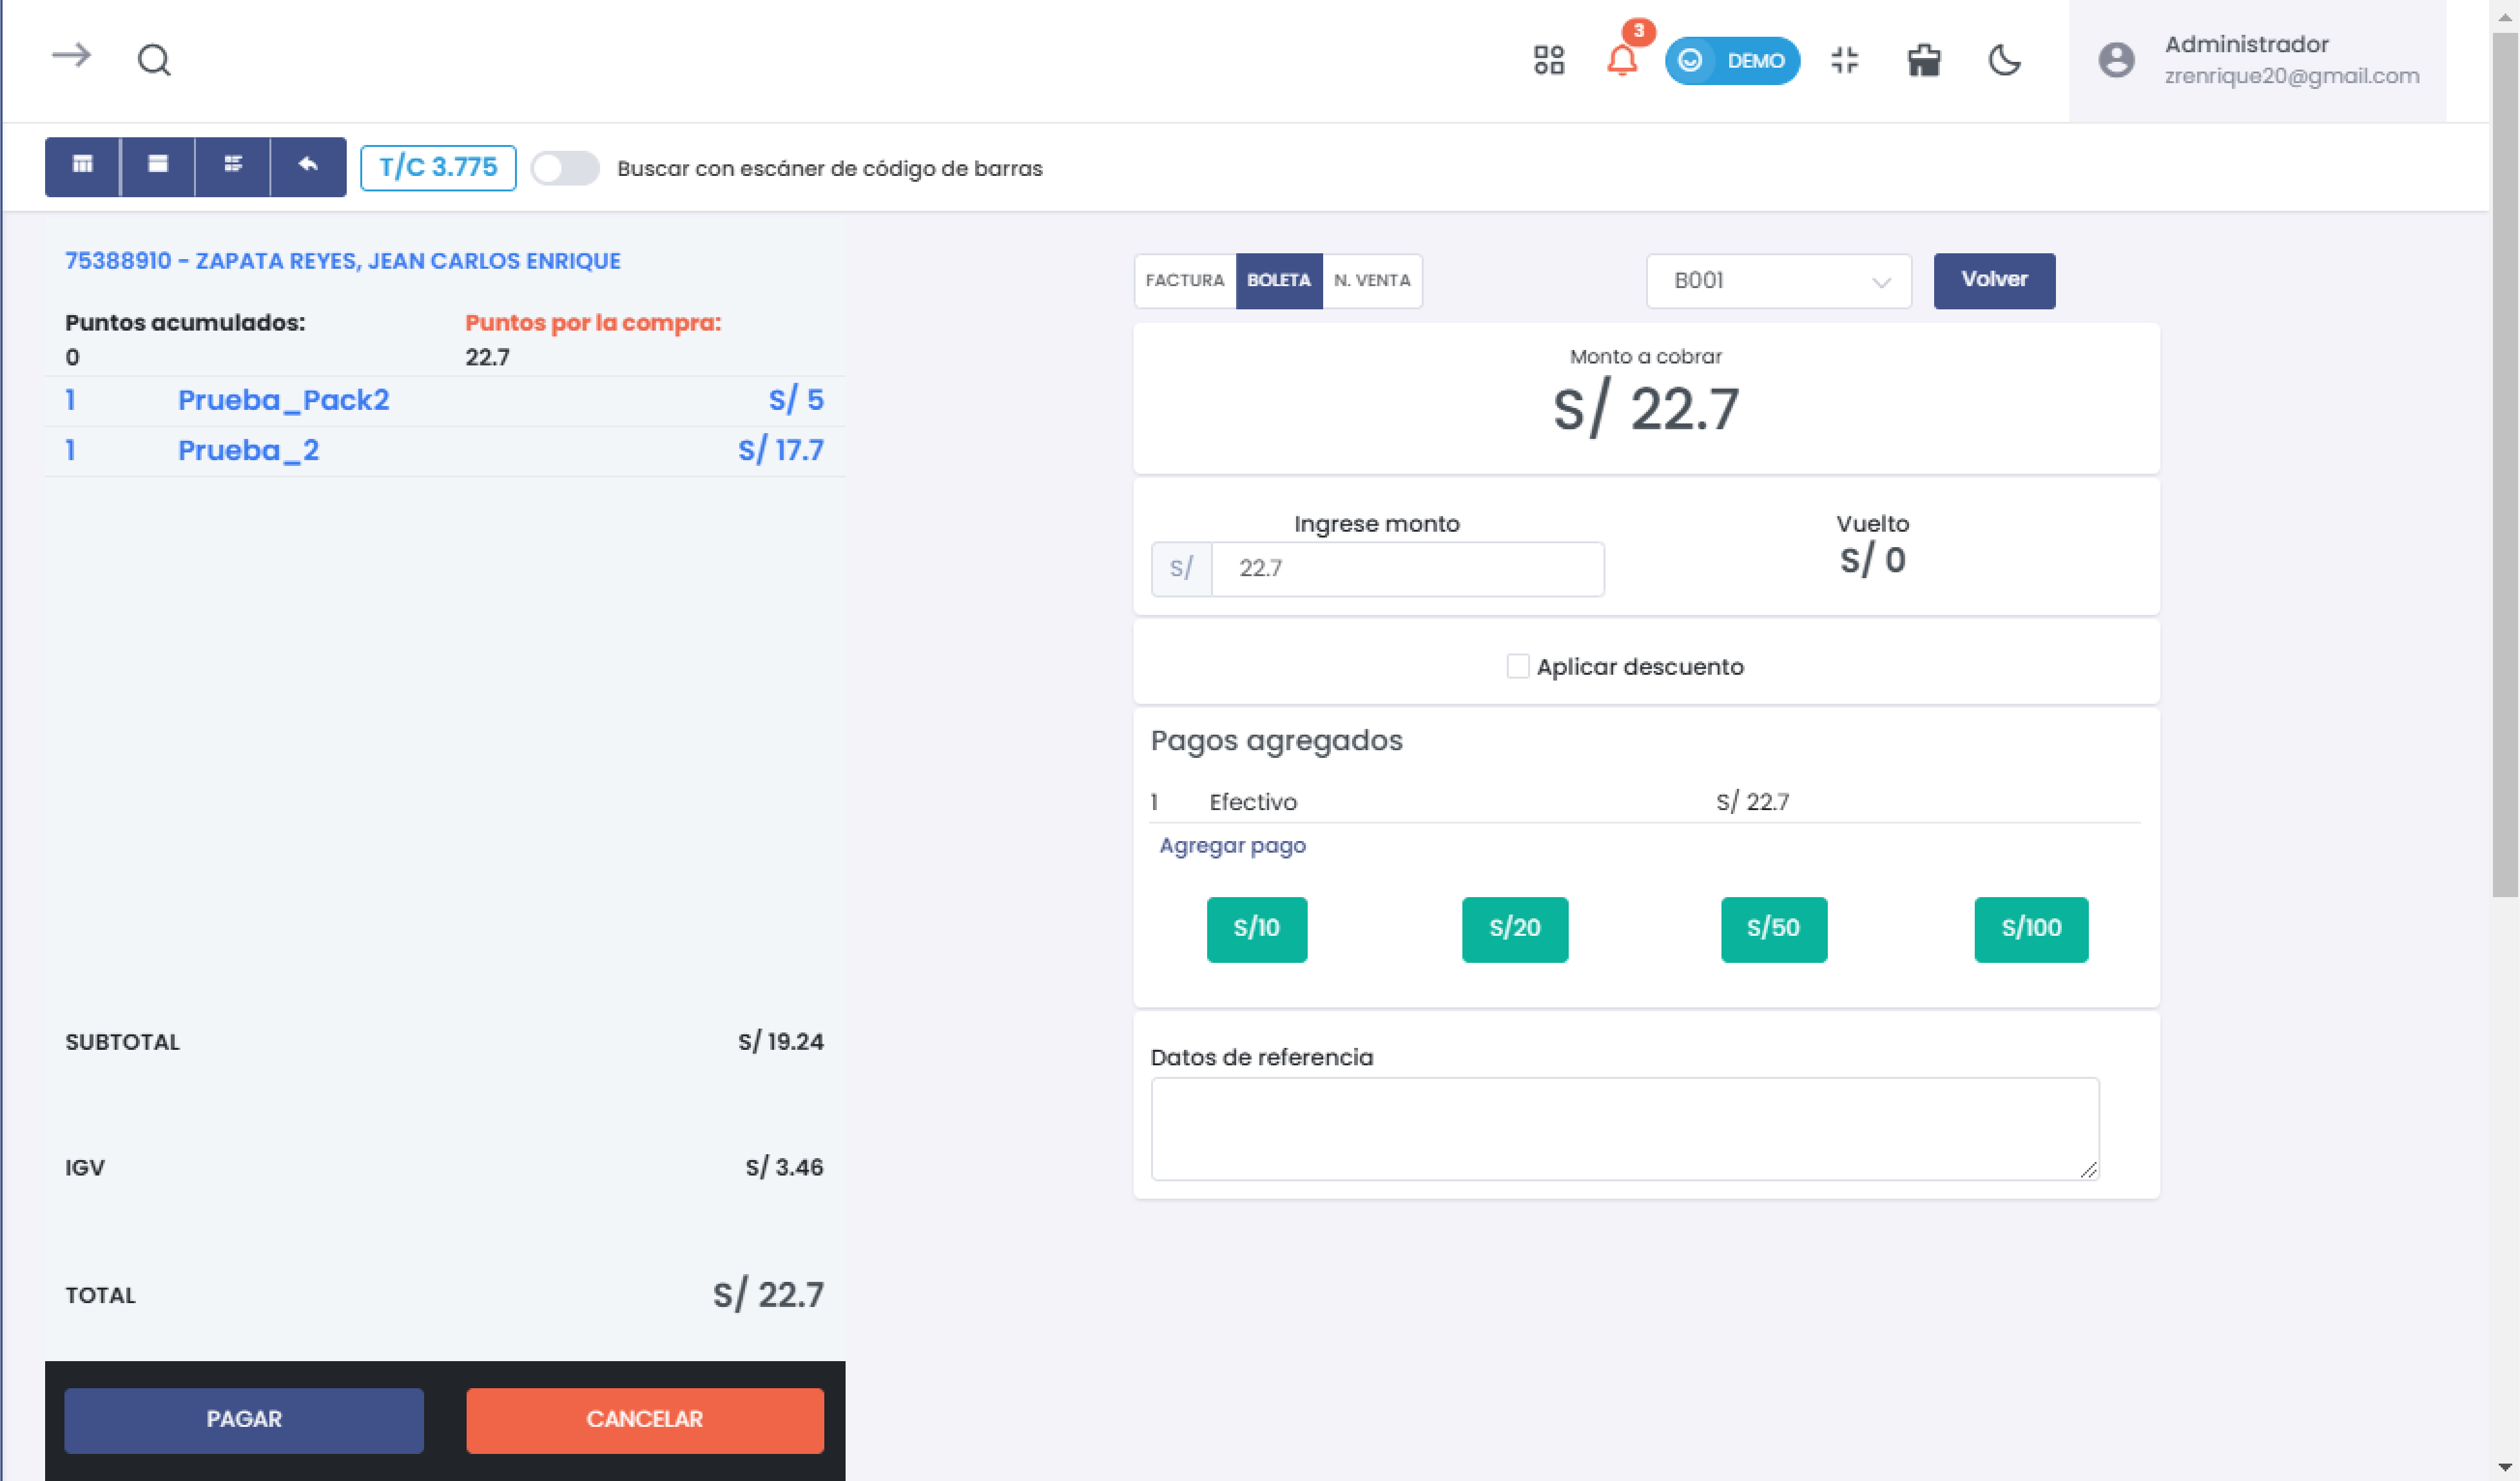 3
DEMO
Administrador
zrenrique20@gmail.com
T/C 3.775
Buscar con escáner de código de barras
75388910 - ZAPATA REYES, JEAN CARLOS ENRIQUE
Puntos acumulados: Puntos por la compra:
0 22.7
1 Prueba_Pack2 S/ 5
1 Prueba_2 S/ 17.7
SUBTOTAL S/ 19.24
IGV S/ 3.46
TOTAL S/ 22.7
PAGAR CANCELAR
FACTURA BOLETA N. VENTA B001 Volver
Monto a cobrar
S/ 22.7
Ingrese monto Vuelto
S/ 22.7 S/ 0
Aplicar descuento
Pagos agregados
1 Efectivo S/ 22.7
Agregar pago
S/10 S/20 S/50 S/100
Datos de referencia